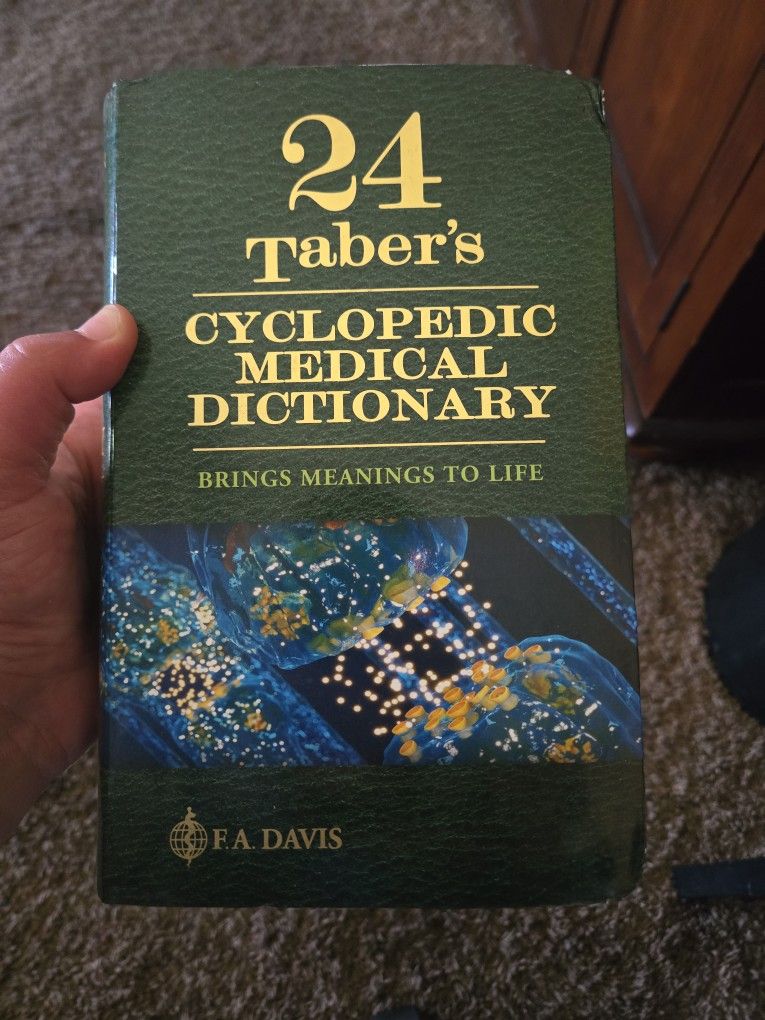 24
Taber's
CYCLOPEDIC
MEDICAL
DICTIONARY
BRINGS MEANINGS TO LIFE
F.A. DAVIS